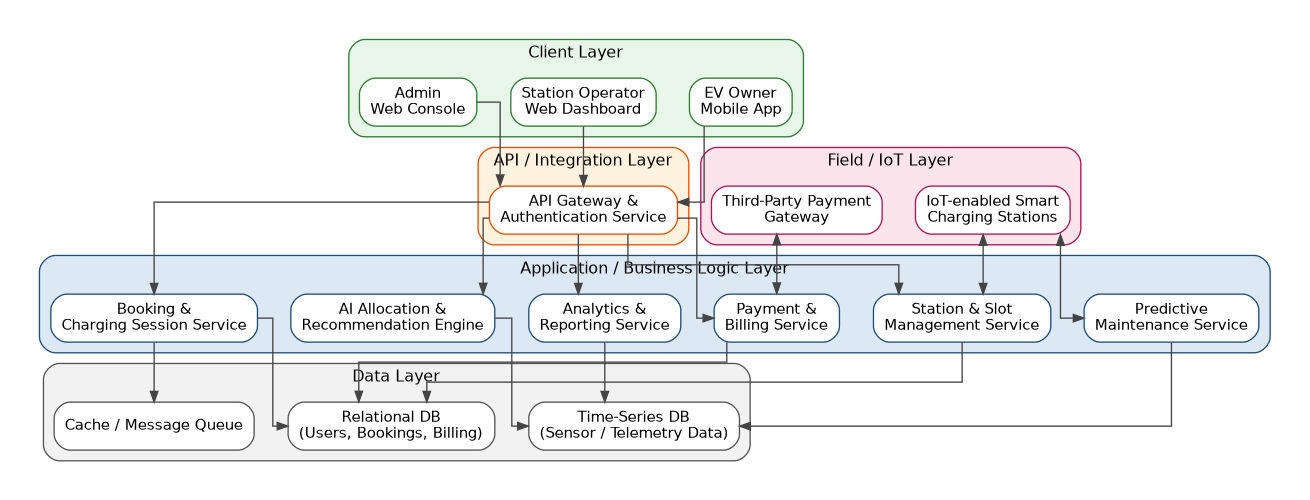 Client Layer
Admin
Web Console
Station Operator
Web Dashboard
EV Owner
Mobile App
API / Integration Layer
API Gateway &
Authentication Service
Field / IoT Layer
Third-Party Payment
Gateway
IoT-enabled Smart
Charging Stations
Application / Business Logic Layer
Booking &
Charging Session Service
AI Allocation &
Recommendation Engine
Analytics &
Reporting Service
Payment &
Billing Service
Station & Slot
Management Service
Predictive
Maintenance Service
Data Layer
Cache / Message Queue
Relational DB
(Users, Bookings, Billing)
Time-Series DB
(Sensor / Telemetry Data)